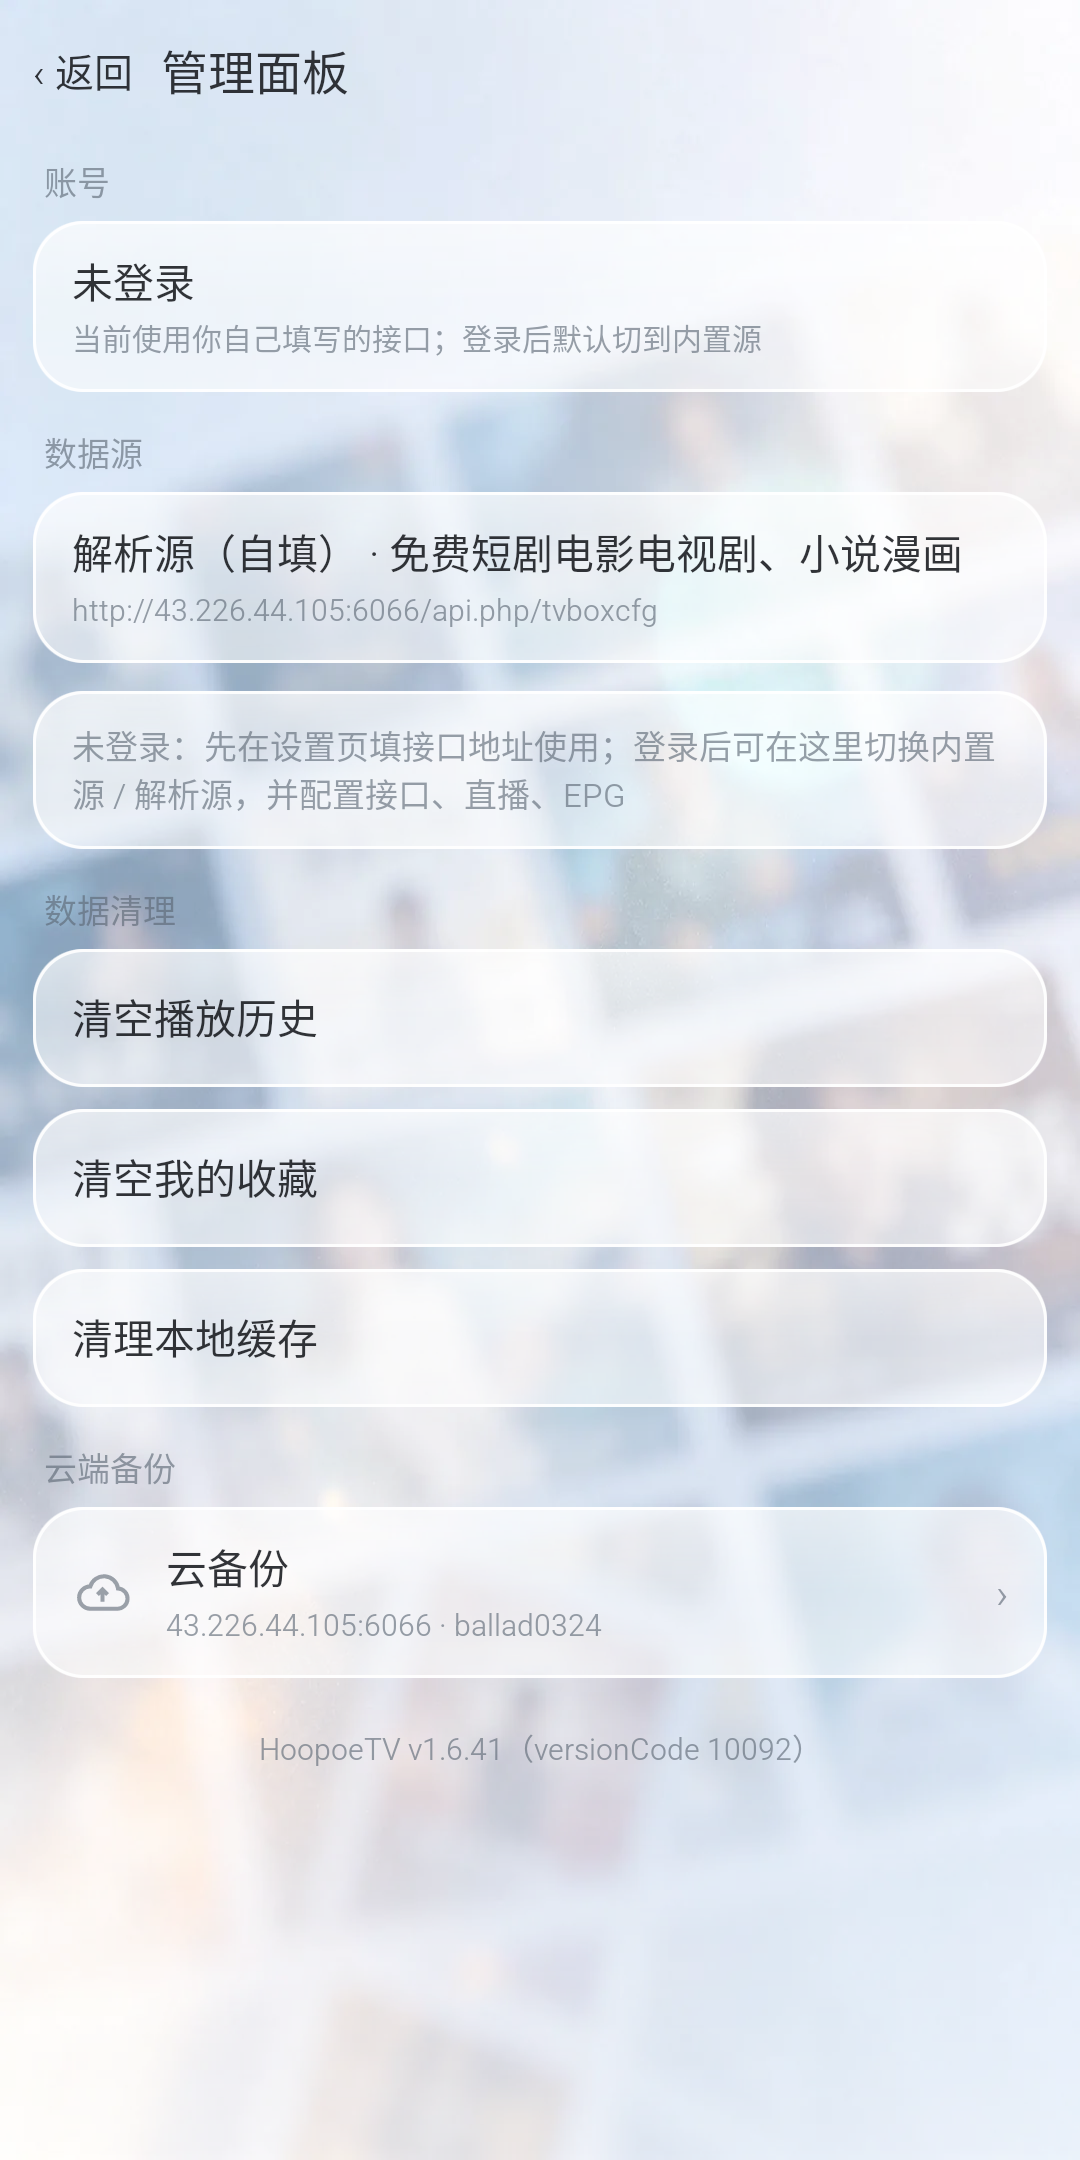 ‹ 返回 管理面板
账号
未登录
当前使用你自己填写的接口；登录后默认切到内置源
数据源
解析源（自填） · 免费短剧电影电视剧、小说漫画
http://43.226.44.105:6066/api.php/tvboxcfg
未登录：先在设置页填接口地址使用；登录后可在这里切换内置
源 / 解析源，并配置接口、直播、EPG
数据清理
清空播放历史
清空我的收藏
清理本地缓存
云端备份
云备份
43.226.44.105:6066 · ballad0324
›
HoopoeTV v1.6.41（versionCode 10092）